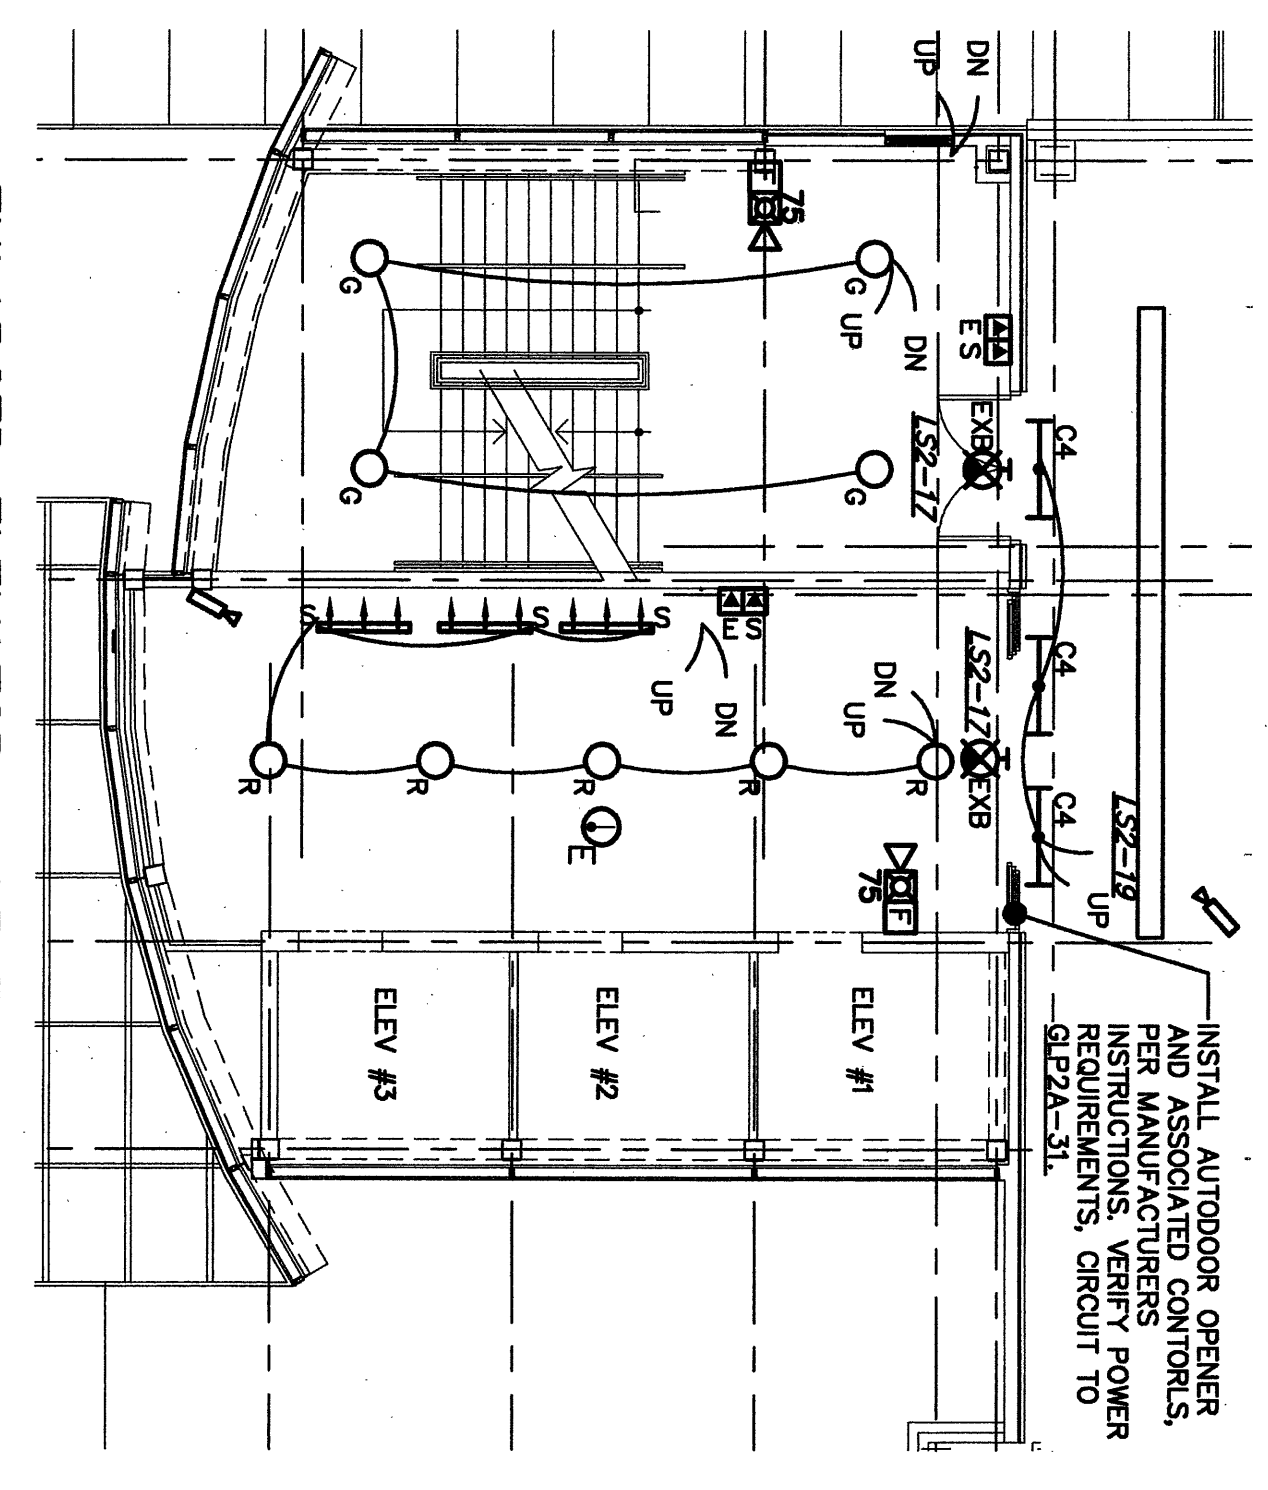 INSTALL AUTODOOR OPENER
AND ASSOCIATED CONTORLS,
PER MANUFACTURERS
INSTRUCTIONS. VERIFY POWER
REQUIREMENTS, CIRCUIT TO
GLP2A-31.
DN
UP
F
75
G
G
UP
DN
E S
EXB
LS2-17
C4
G
G
S
S
S
E S
UP
DN
DN
UP
LS2-17
EXB
C4
C4
LS2-19
UP
R
R
R
R
R
E
75
F
ELEV #1
ELEV #2
ELEV #3